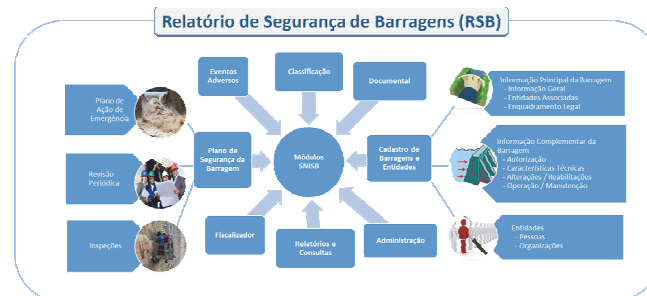 Relatório de Segurança de Barragens (RSB)
Eventos
Adversos
Classificação
Documental
Plano de
Ação de
Emergência
Revisão
Periódica
Inspeções
Plano de
Segurança da
Barragem
Módulos
SNISB
Cadastro de
Barragens e
Entidades
Fiscalizador
Relatórios e
Consultas
Administração
Informação Principal da Barragem
- Informação Geral
- Entidades Associadas
- Enquadramento Legal
Informação Complementar da
Barragem
- Autorização
- Características Técnicas
- Alterações / Reabilitações
- Operação / Manutenção
Entidades
- Pessoas
- Organizações